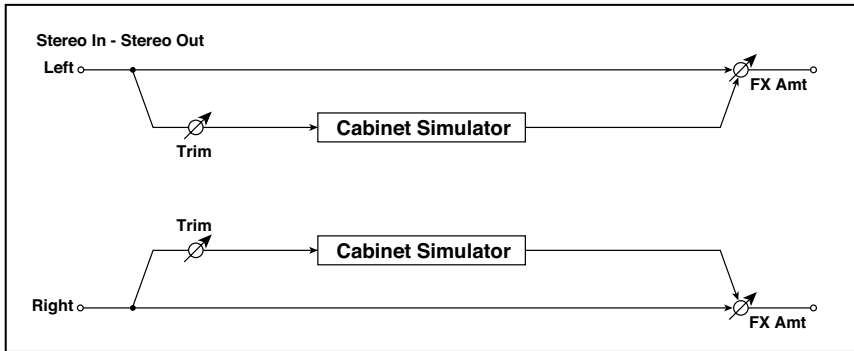 Stereo In - Stereo Out
Left
FX Amt
Cabinet Simulator
Trim
Trim
Cabinet Simulator
Right
FX Amt